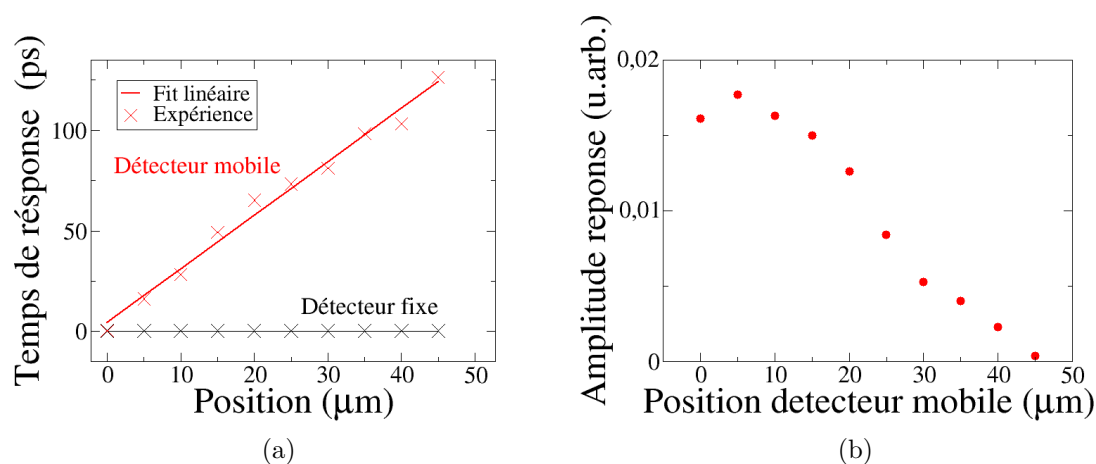 Temps de résponse (ps)
100
50
0
Fit linéaire
Expérience
Détecteur mobile
Détecteur fixe
0 10 20 30 40 50
Position (μm)
(a)
Amplitude reponse (u.arb.)
0,02
0,01
0
0 10 20 30 40 50
Position detecteur mobile (μm)
(b)